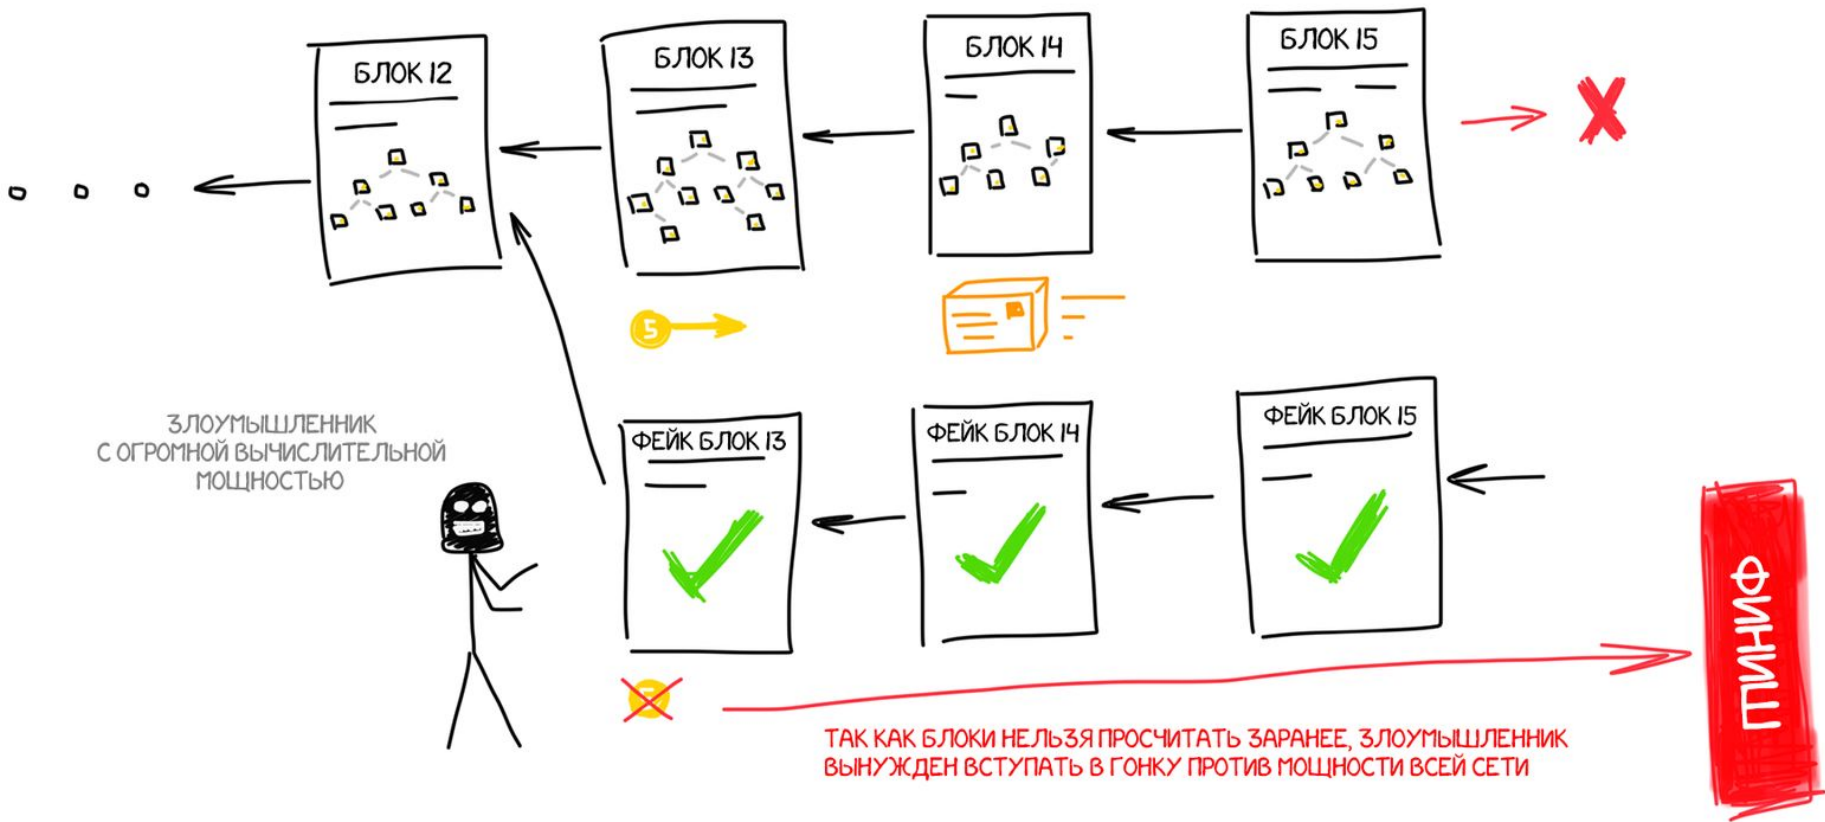 БЛОК 12
БЛОК 13
БЛОК 14
БЛОК 15
5
ЗЛОУМЫШЛЕННИК
С ОГРОМНОЙ ВЫЧИСЛИТЕЛЬНОЙ
МОЩНОСТЬЮ
ФЕЙК БЛОК 13
ФЕЙК БЛОК 14
ФЕЙК БЛОК 15
ФИНИШ
ТАК КАК БЛОКИ НЕЛЬЗЯ ПРОСЧИТАТЬ ЗАРАНЕЕ, ЗЛОУМЫШЛЕННИК
ВЫНУЖДЕН ВСТУПАТЬ В ГОНКУ ПРОТИВ МОЩНОСТИ ВСЕЙ СЕТИ